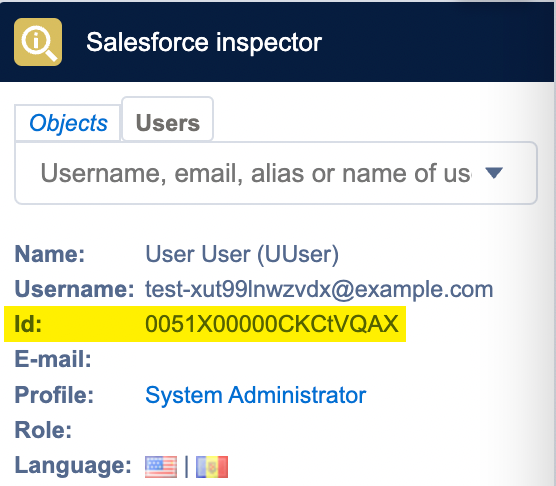 Salesforce inspector
Objects Users
Username, email, alias or name of us
Name: User User (UUser)
Username: test-xut99lnwzvdx@example.com
Id: 0051X00000CKCtVQAX
E-mail:
Profile: System Administrator
Role:
Language: |